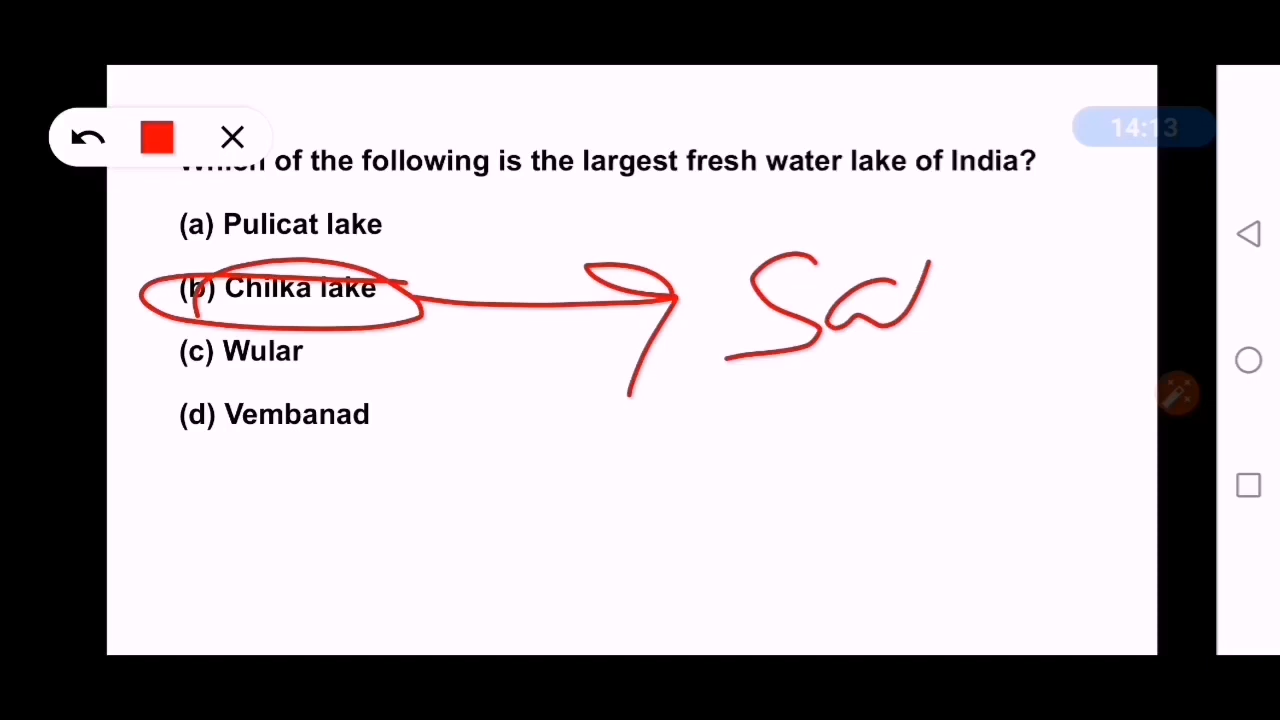 14:13
Which of the following is the largest fresh water lake of India?
(a) Pulicat lake
(b) Chilka lake
Sal
(c) Wular
(d) Vembanad